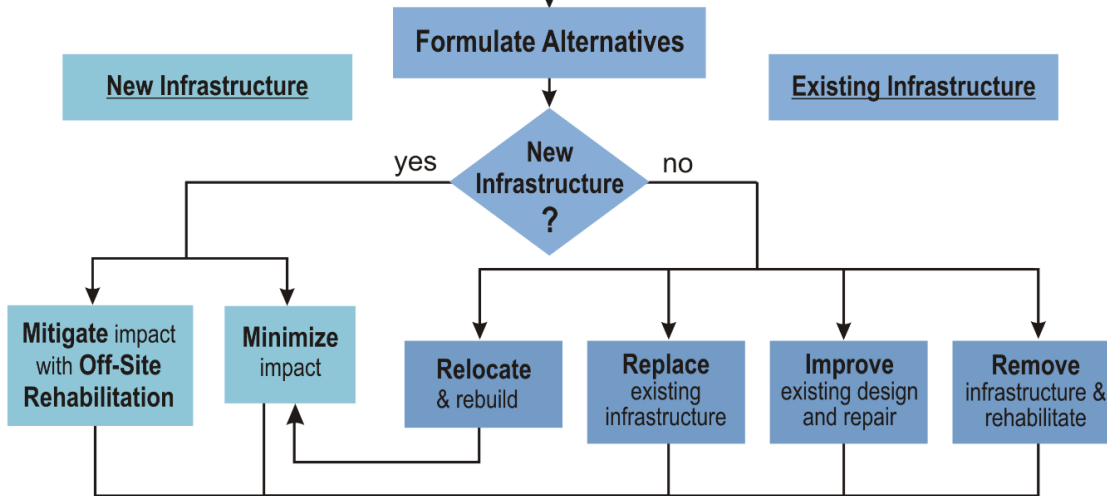 Formulate Alternatives
New Infrastructure
Existing Infrastructure
yes
New
Infrastructure
?
no
Mitigate impact
with Off-Site
Rehabilitation
Minimize
impact
Relocate
& rebuild
Replace
existing
infrastructure
Improve
existing design
and repair
Remove
infrastructure &
rehabilitate